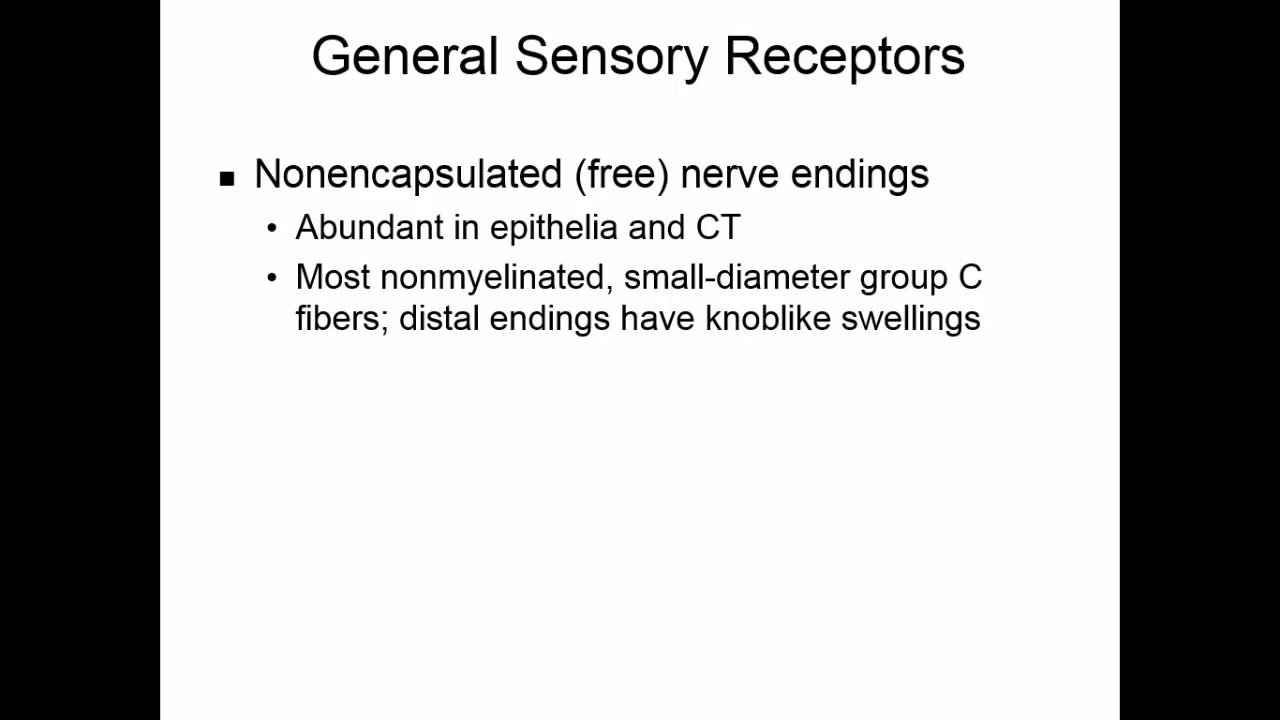 General Sensory Receptors
▪ Nonencapsulated (free) nerve endings
• Abundant in epithelia and CT
• Most nonmyelinated, small-diameter group C
fibers; distal endings have knoblike swellings